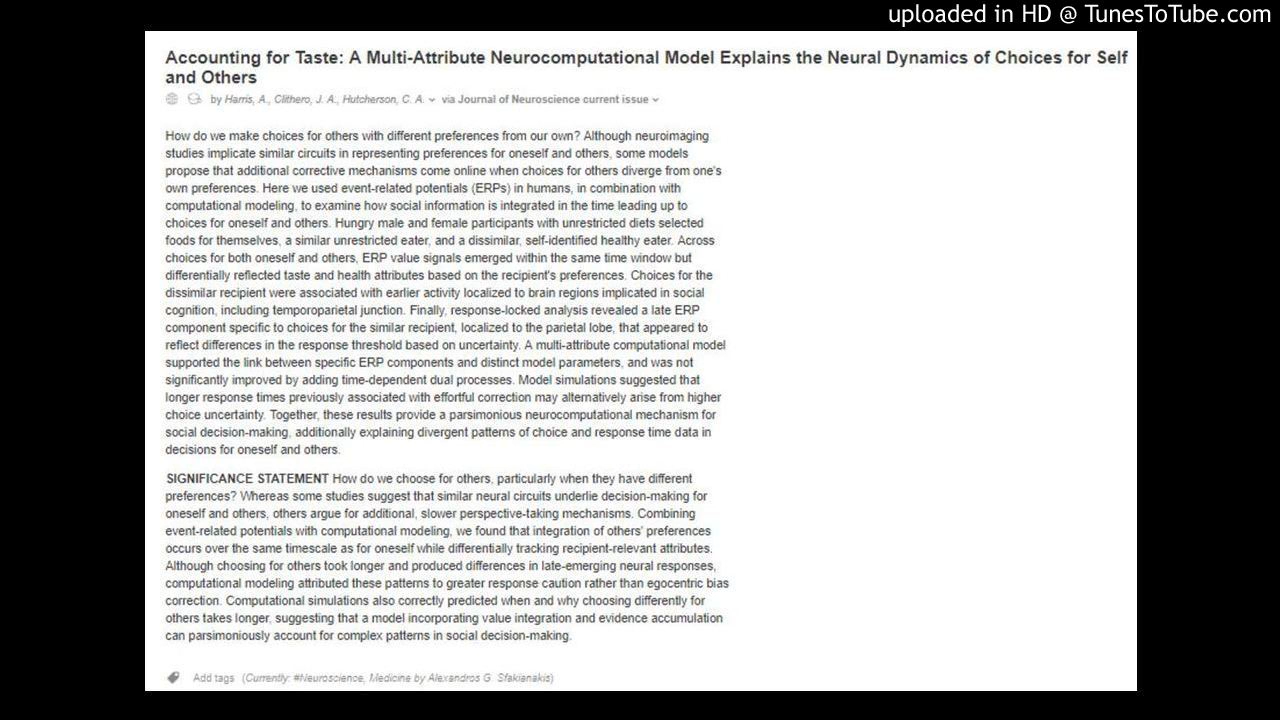 uploaded in HD @ TunesToTube.com
Accounting for Taste: A Multi-Attribute Neurocomputational Model Explains the Neural Dynamics of Choices for Self
and Others
by Harris, A., Clithero, J. A., Hutcherson, C. A. via Journal of Neuroscience current issue
How do we make choices for others with different preferences from our own? Although neuroimaging
studies implicate similar circuits in representing preferences for oneself and others, some models
propose that additional corrective mechanisms come online when choices for others diverge from one's
own preferences. Here we used event-related potentials (ERPs) in humans, in combination with
computational modeling, to examine how social information is integrated in the time leading up to
choices for oneself and others. Hungry male and female participants with unrestricted diets selected
foods for themselves, a similar unrestricted eater, and a dissimilar, self-identified healthy eater. Across
choices for both oneself and others, ERP value signals emerged within the same time window but
differentially reflected taste and health attributes based on the recipient's preferences. Choices for the
dissimilar recipient were associated with earlier activity localized to brain regions implicated in social
cognition, including temporoparietal junction. Finally, response-locked analysis revealed a late ERP
component specific to choices for the similar recipient, localized to the parietal lobe, that appeared to
reflect differences in the response threshold based on uncertainty. A multi-attribute computational model
supported the link between specific ERP components and distinct model parameters, and was not
significantly improved by adding time-dependent dual processes. Model simulations suggested that
longer response times previously associated with effortful correction may alternatively arise from higher
choice uncertainty. Together, these results provide a parsimonious neurocomputational mechanism for
social decision-making, additionally explaining divergent patterns of choice and response time data in
decisions for oneself and others.
SIGNIFICANCE STATEMENT How do we choose for others, particularly when they have different
preferences? Whereas some studies suggest that similar neural circuits underlie decision-making for
oneself and others, others argue for additional, slower perspective-taking mechanisms. Combining
event-related potentials with computational modeling, we found that integration of others' preferences
occurs over the same timescale as for oneself while differentially tracking recipient-relevant attributes.
Although choosing for others took longer and produced differences in late-emerging neural responses,
computational modeling attributed these patterns to greater response caution rather than egocentric bias
correction. Computational simulations also correctly predicted when and why choosing differently for
others takes longer, suggesting that a model incorporating value integration and evidence accumulation
can parsimoniously account for complex patterns in social decision-making.
Add tags (Currently: #Neuroscience, Medicine by Alexandros G Sfakianakis)